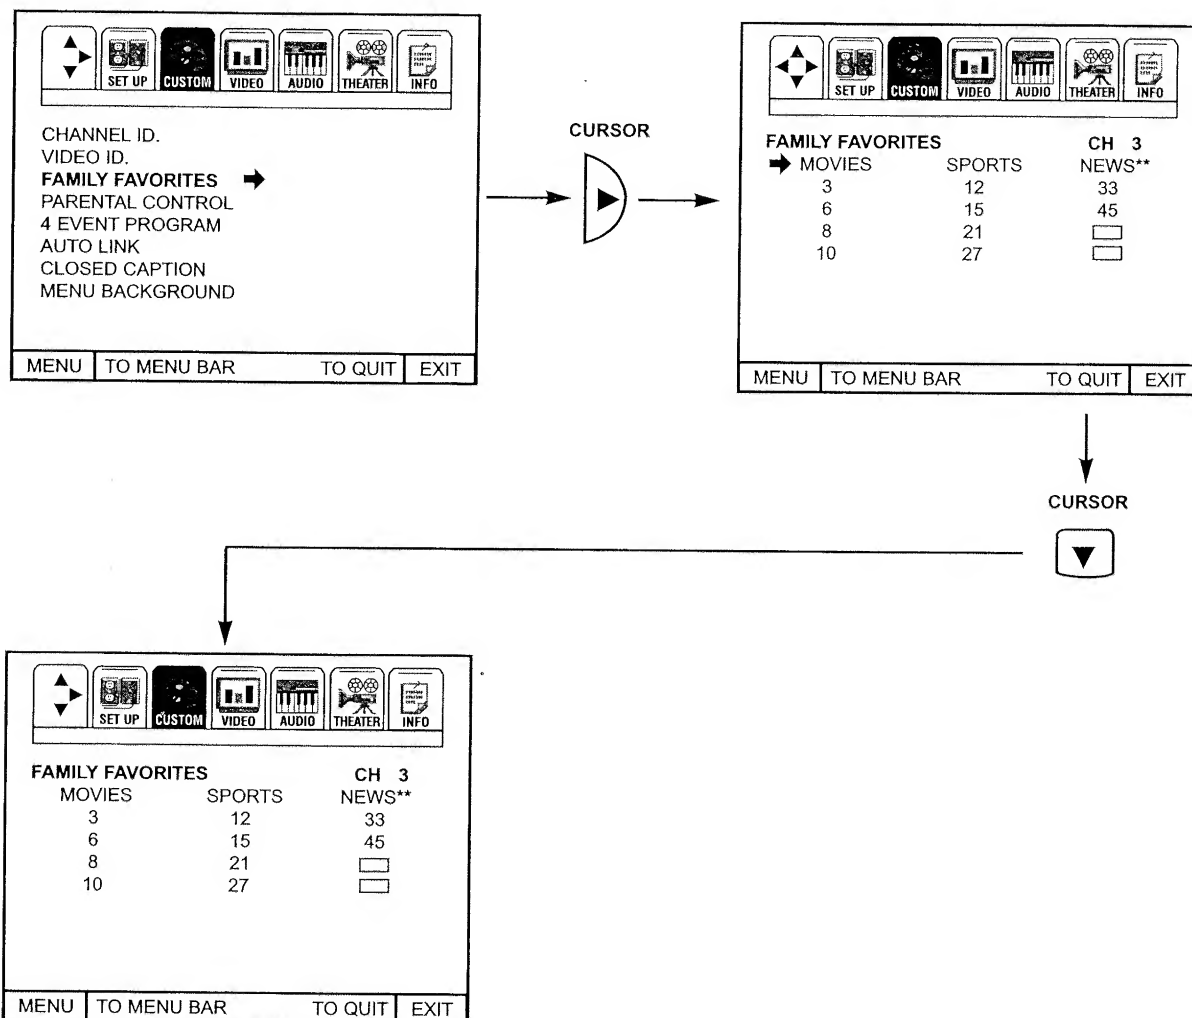 SET UP CUSTOM VIDEO AUDIO THEATER INFO
CHANNEL ID.
VIDEO ID.
FAMILY FAVORITES
PARENTAL CONTROL
4 EVENT PROGRAM
AUTO LINK
CLOSED CAPTION
MENU BACKGROUND
MENU TO MENU BAR TO QUIT EXIT
CURSOR
SET UP CUSTOM VIDEO AUDIO THEATER INFO
FAMILY FAVORITES CH 3
MOVIES SPORTS NEWS**
3 12 33
6 15 45
8 21
10 27
MENU TO MENU BAR TO QUIT EXIT
CURSOR
SET UP CUSTOM VIDEO AUDIO THEATER INFO
FAMILY FAVORITES CH 3
MOVIES SPORTS NEWS**
3 12 33
6 15 45
8 21
10 27
MENU TO MENU BAR TO QUIT EXIT